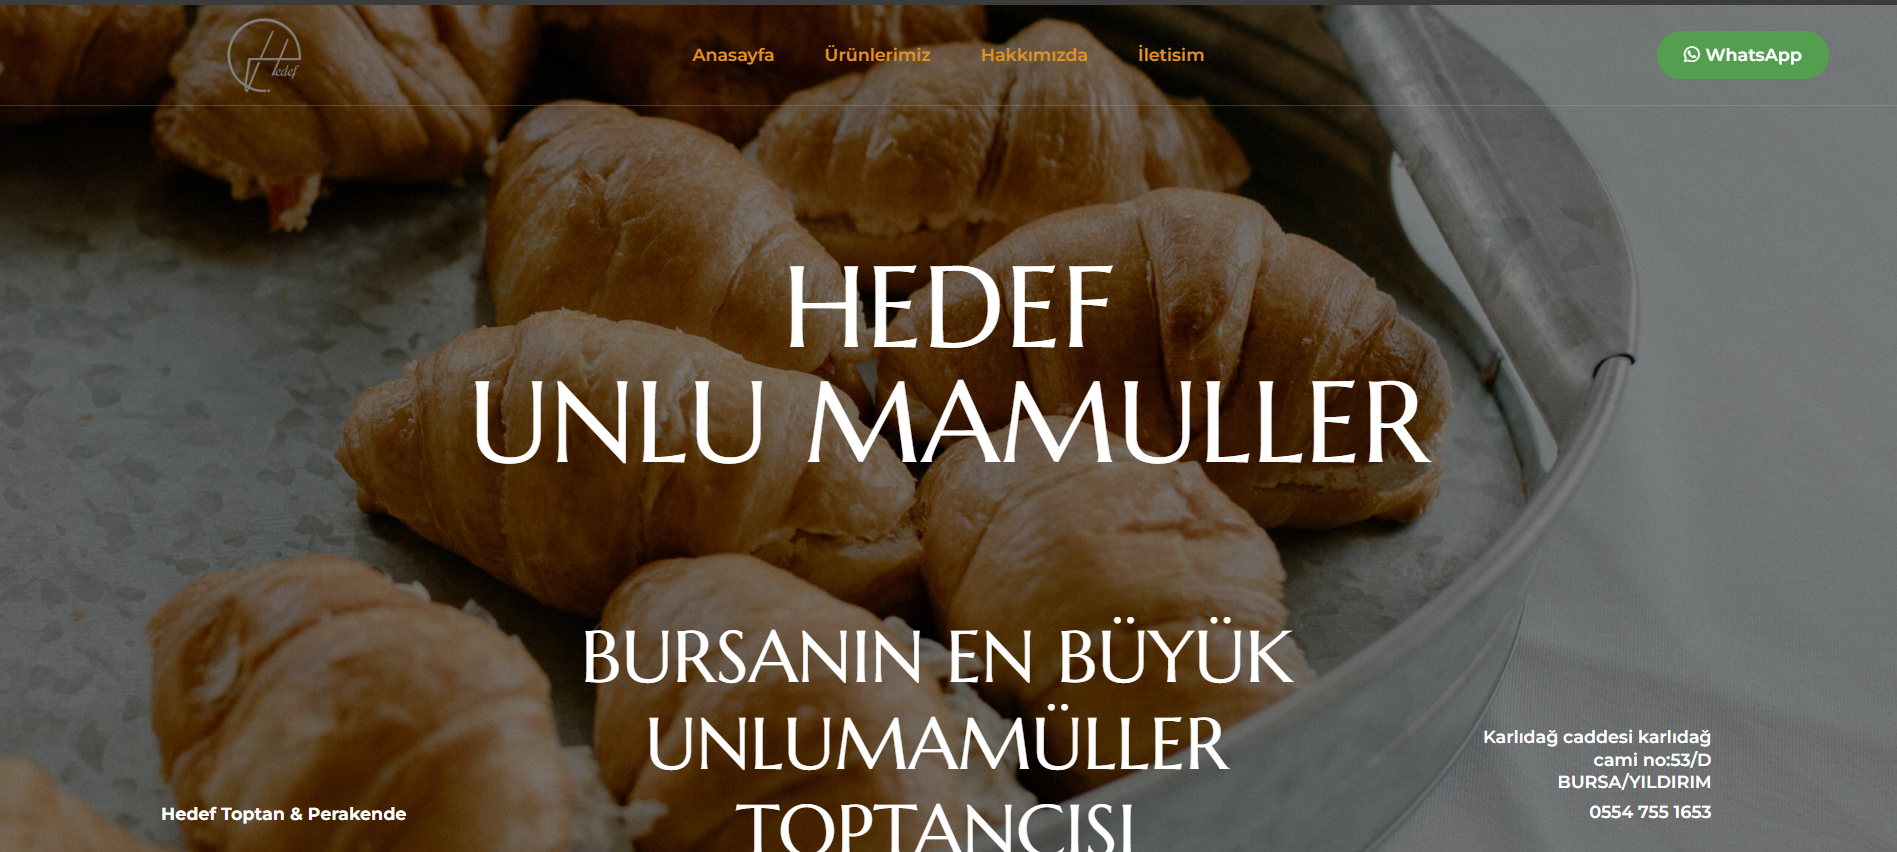 Hedef
Anasayfa
Ürünlerimiz
Hakkımızda
İletisim
WhatsApp
HEDEF
UNLU MAMULLER
BURSANIN EN BÜYÜK
UNLUMAMÜLLER
TOPTANCISI
Karlıdağ caddesi karlıdağ
cami no:53/D
BURSA/YILDIRIM
0554 755 1653
Hedef Toptan & Perakende